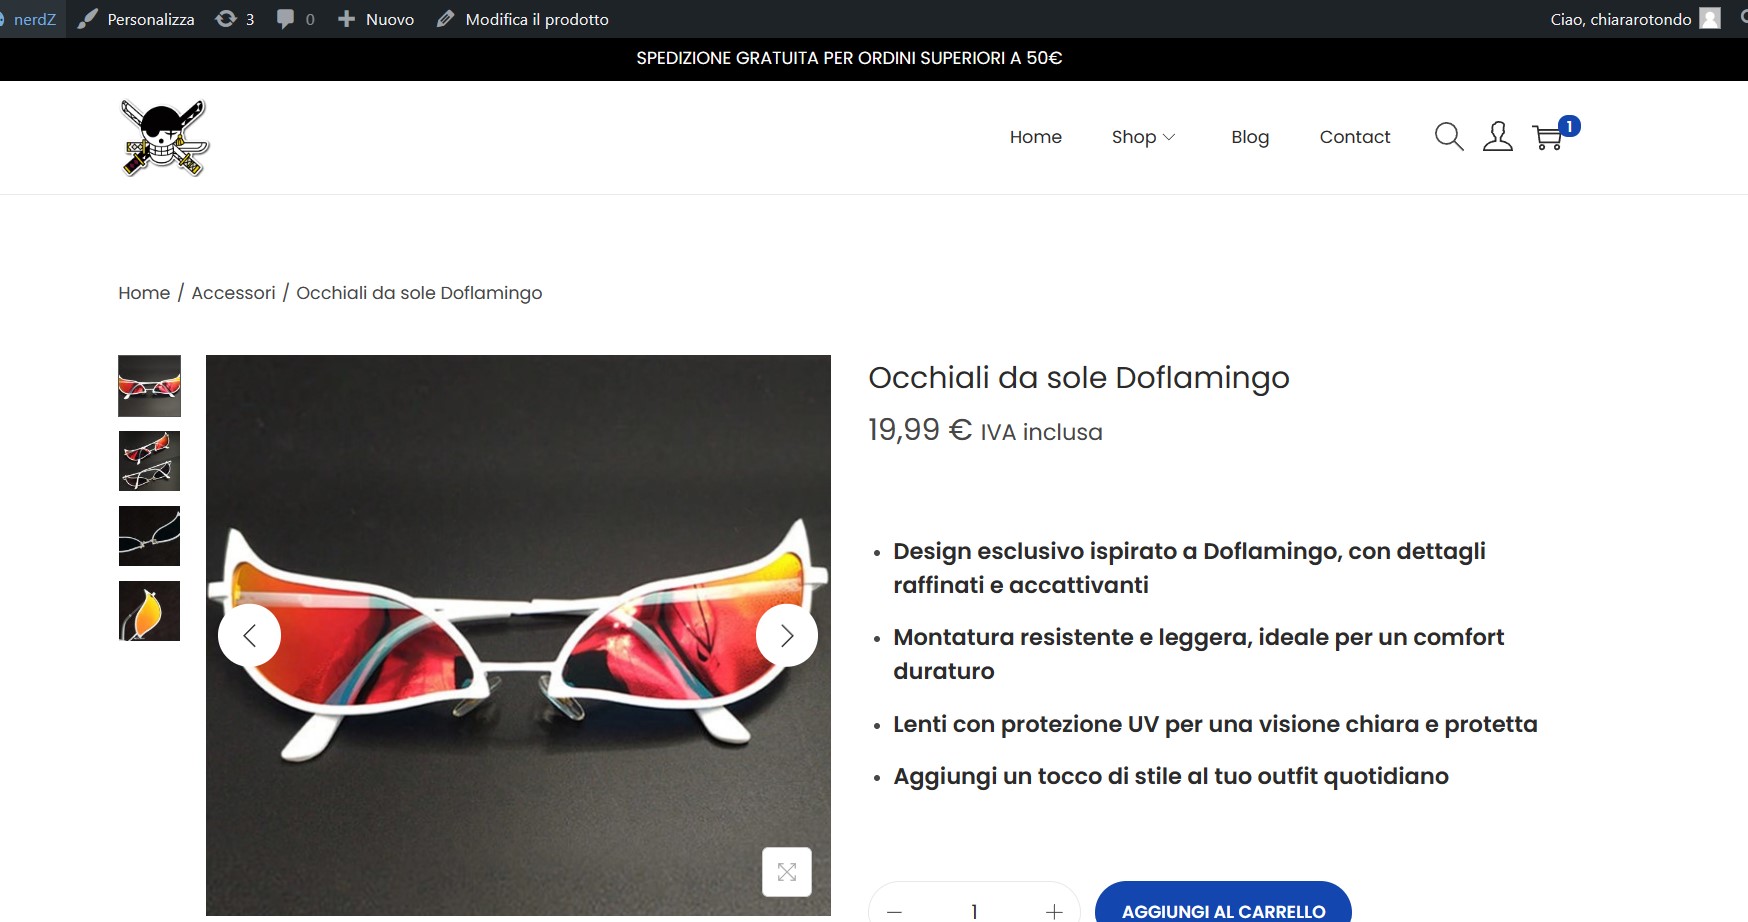 nerdZ Personalizza 3 0 Nuovo Modifica il prodotto Ciao, chiararotondo
SPEDIZIONE GRATUITA PER ORDINI SUPERIORI A 50€
Home Shop Blog Contact 1
Home / Accessori / Occhiali da sole Doflamingo
Occhiali da sole Doflamingo
19,99 € IVA inclusa
• Design esclusivo ispirato a Doflamingo, con dettagli
raffinati e accattivanti
• Montatura resistente e leggera, ideale per un comfort
duraturo
• Lenti con protezione UV per una visione chiara e protetta
• Aggiungi un tocco di stile al tuo outfit quotidiano
− 1 + AGGIUNGI AL CARRELLO